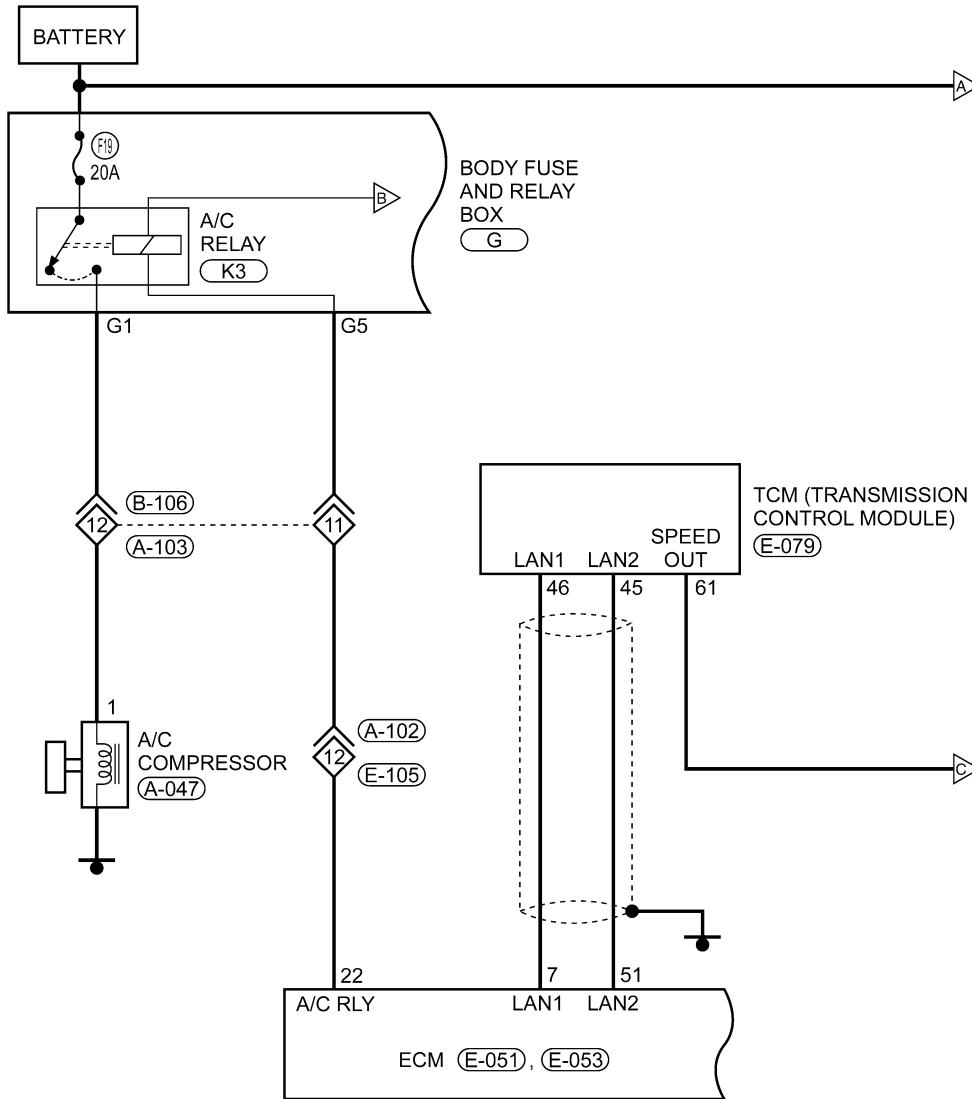 BATTERY
A
F19
20A
B
A/C
RELAY
K3
BODY FUSE
AND RELAY
BOX
G
G1
G5
B-106
12
11
A-103
TCM (TRANSMISSION
CONTROL MODULE)
E-079
SPEED
OUT
LAN1
LAN2
46
45
61
1
A/C
COMPRESSOR
A-047
A-102
12
E-105
C
22
7
51
A/C RLY
LAN1
LAN2
ECM E-051 , E-053